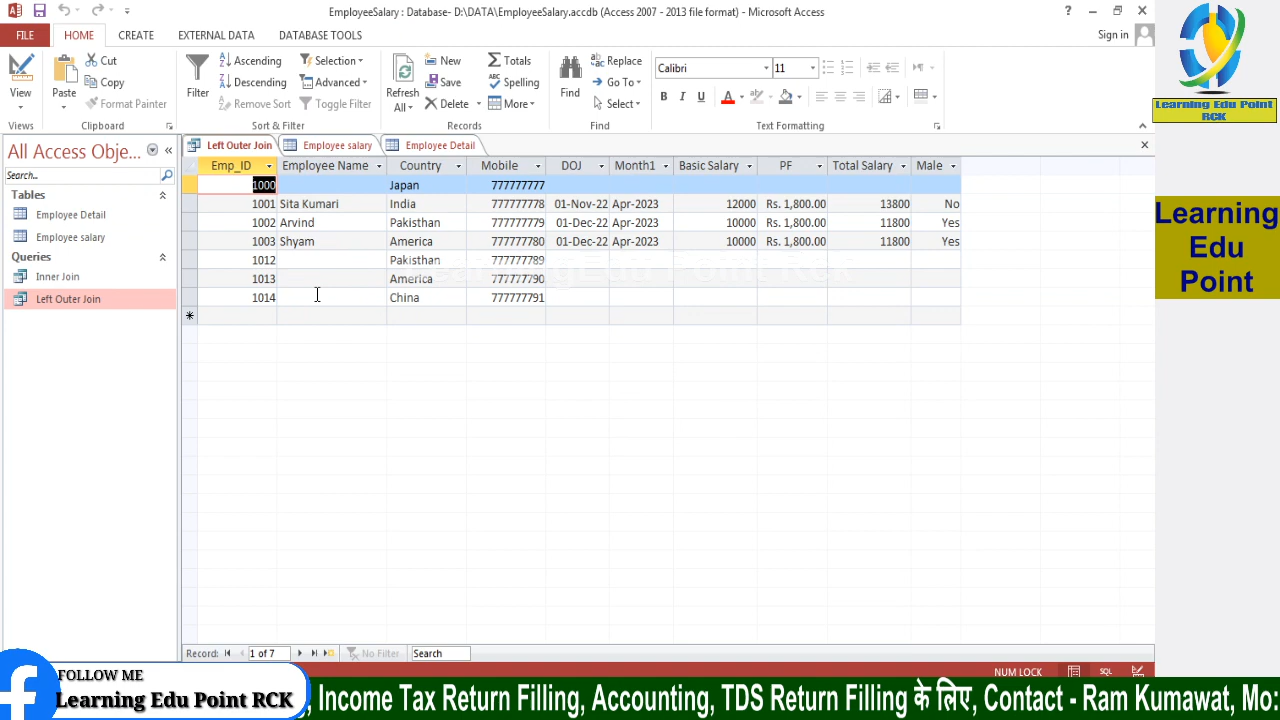 EmployeeSalary : Database- D:\DATA\EmployeeSalary.accdb (Access 2007 - 2013 file format) - Microsoft Access
FILE HOME CREATE EXTERNAL DATA DATABASE TOOLS Sign in
View Paste Cut Copy Format Painter Filter Ascending Descending Remove Sort Selection Advanced Toggle Filter Refresh All New Save Delete Totals Spelling More Find Replace Go To Select Calibri 11
B I U A
Views Clipboard Sort & Filter Records Find Text Formatting
All Access Obje...
Search...
Tables
Employee Detail
Employee salary
Queries
Inner Join
Left Outer Join
Left Outer Join Employee salary Employee Detail
Emp_ID Employee Name Country Mobile DOJ Month1 Basic Salary PF Total Salary Male
1000 Japan 777777777
1001 Sita Kumari India 777777778 01-Nov-22 Apr-2023 12000 Rs. 1,800.00 13800 No
1002 Arvind Pakisthan 777777779 01-Dec-22 Apr-2023 10000 Rs. 1,800.00 11800 Yes
1003 Shyam America 777777780 01-Dec-22 Apr-2023 10000 Rs. 1,800.00 11800 Yes
1012 Pakisthan 777777789
1013 America 777777790
1014 China 777777791
Record: 1 of 7 No Filter Search
NUM LOCK SQL
Learning Edu Point
RCK
Learning
Edu
Point
FOLLOW ME
Learning Edu Point RCK
, Income Tax Return Filling, Accounting, TDS Return Filling के लिए, Contact - Ram Kumawat, Mo: